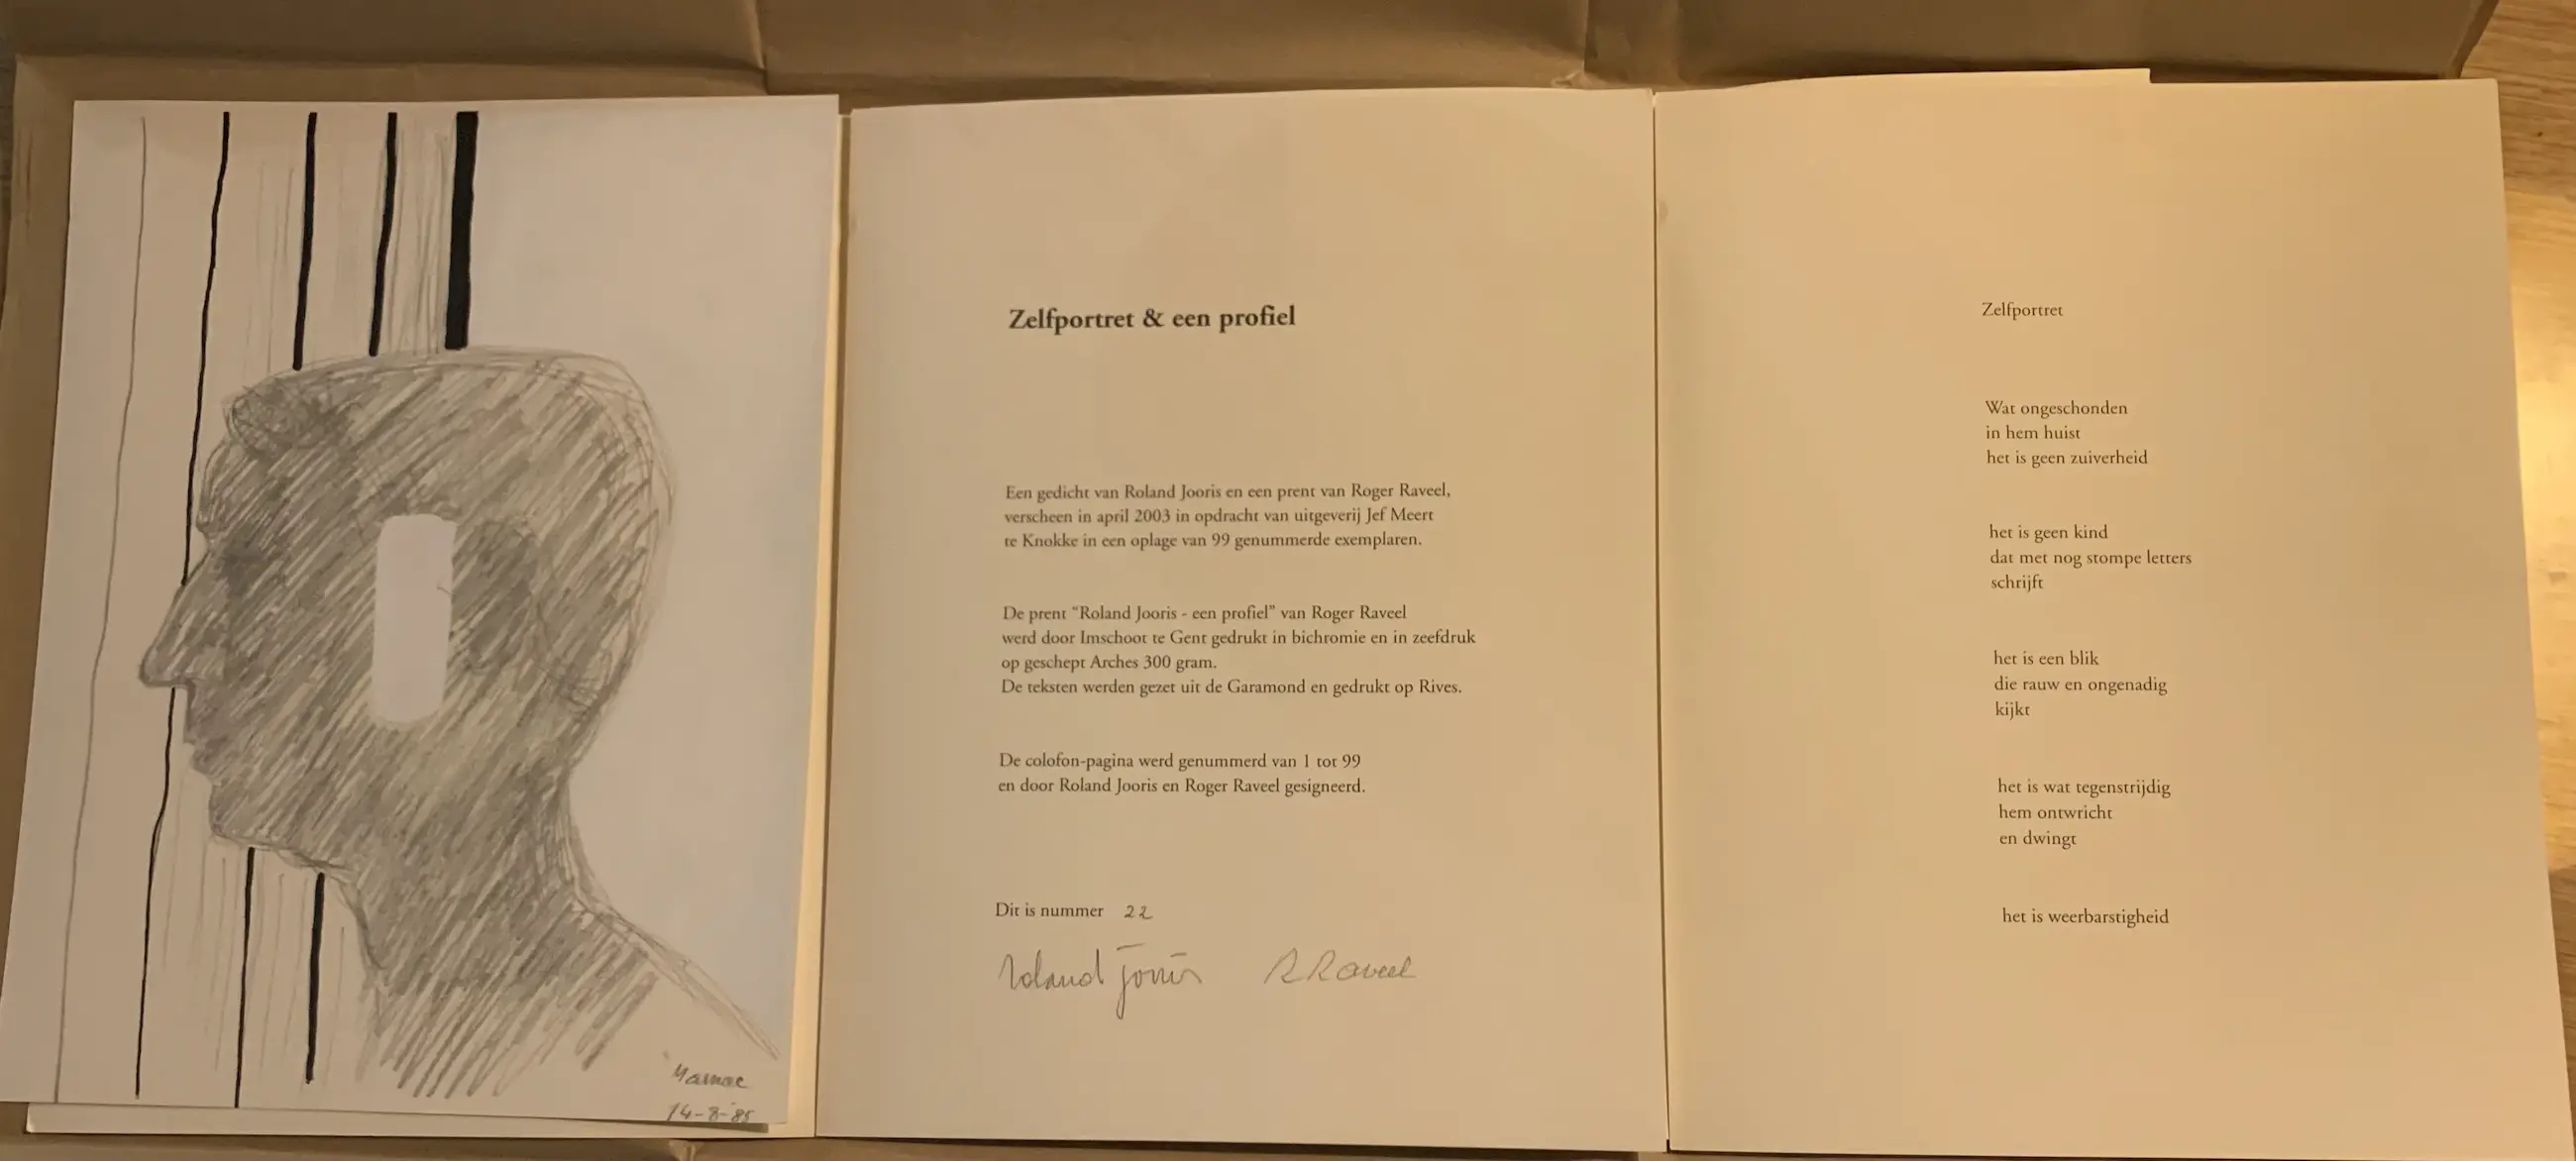 Marnac
14-8-85
Zelfportret & een profiel
Een gedicht van Roland Jooris en een prent van Roger Raveel,
verscheen in april 2003 in opdracht van uitgeverij Jef Meert
te Knokke in een oplage van 99 genummerde exemplaren.
De prent “Roland Jooris - een profiel” van Roger Raveel
werd door Imschoot te Gent gedrukt in bichromie en in zeefdruk
op geschept Arches 300 gram.
De teksten werden gezet uit de Garamond en gedrukt op Rives.
De colofon-pagina werd genummerd van 1 tot 99
en door Roland Jooris en Roger Raveel gesigneerd.
Dit is nummer 22
Roland Jooris R Raveel
Zelfportret
Wat ongeschonden
in hem huist
het is geen zuiverheid
het is geen kind
dat met nog stompe letters
schrijft
het is een blik
die rauw en ongenadig
kijkt
het is wat tegenstrijdig
hem ontwricht
en dwingt
het is weerbarstigheid